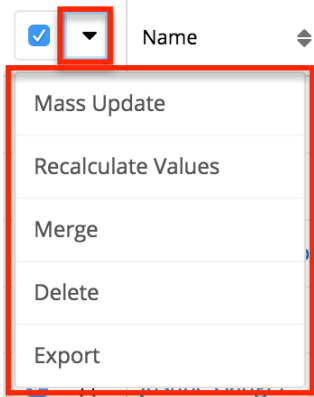 Name
Mass Update
Recalculate Values
Merge
Delete
Export